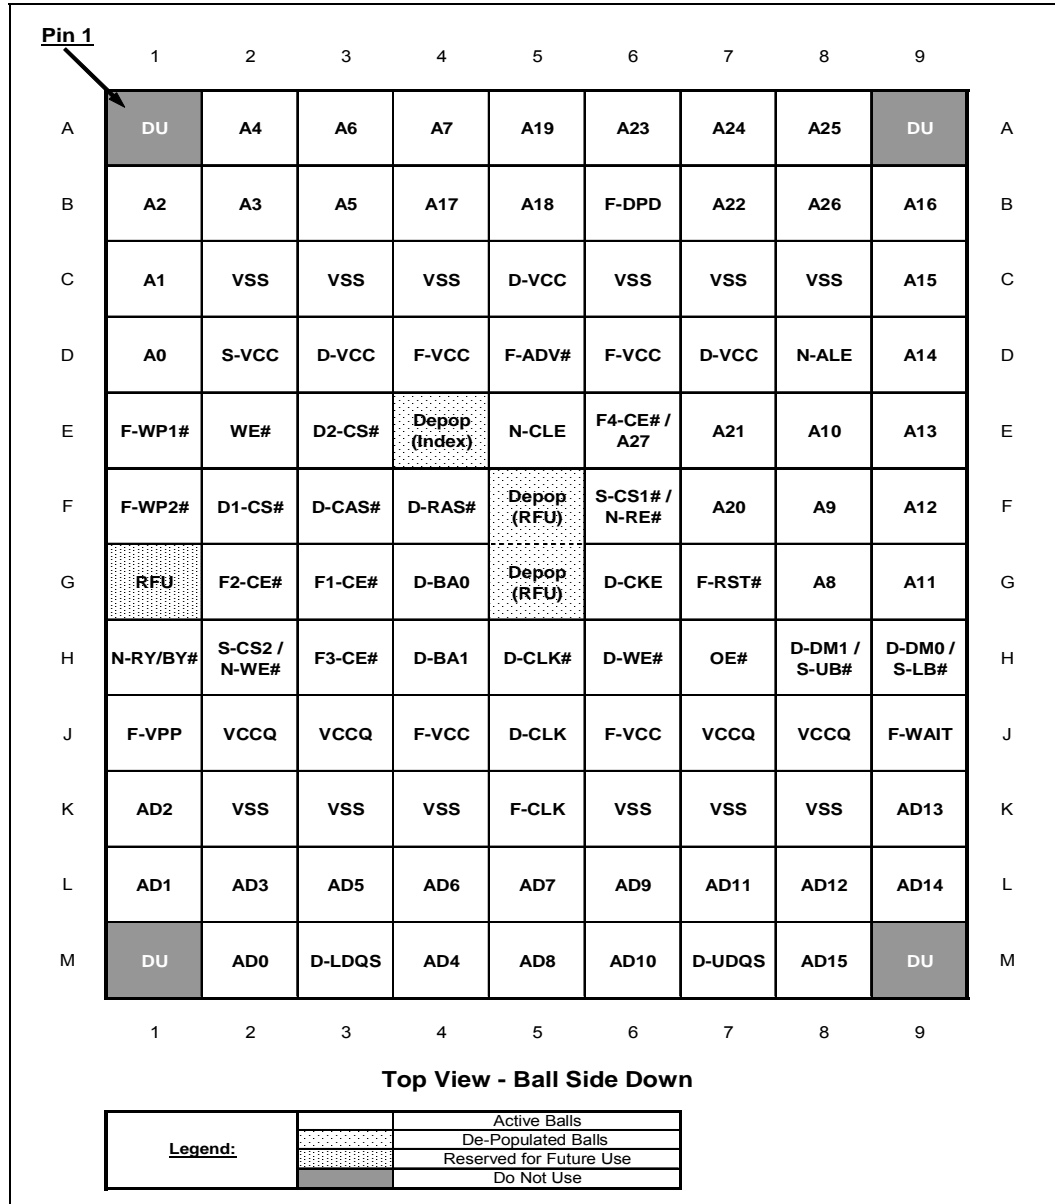 Pin 1
1 2 3 4 5 6 7 8 9
A DU A4 A6 A7 A19 A23 A24 A25 DU A
B A2 A3 A5 A17 A18 F-DPD A22 A26 A16 B
C A1 VSS VSS VSS D-VCC VSS VSS VSS A15 C
D A0 S-VCC D-VCC F-VCC F-ADV# F-VCC D-VCC N-ALE A14 D
E F-WP1# WE# D2-CS# Depop (Index) N-CLE F4-CE# / A27 A21 A10 A13 E
F F-WP2# D1-CS# D-CAS# D-RAS# Depop (RFU) S-CS1# / N-RE# A20 A9 A12 F
G RFU F2-CE# F1-CE# D-BA0 Depop (RFU) D-CKE F-RST# A8 A11 G
H N-RY/BY# S-CS2 / N-WE# F3-CE# D-BA1 D-CLK# D-WE# OE# D-DM1 / S-UB# D-DM0 / S-LB# H
J F-VPP VCCQ VCCQ F-VCC D-CLK F-VCC VCCQ VCCQ F-WAIT J
K AD2 VSS VSS VSS F-CLK VSS VSS VSS AD13 K
L AD1 AD3 AD5 AD6 AD7 AD9 AD11 AD12 AD14 L
M DU AD0 D-LDQS AD4 AD8 AD10 D-UDQS AD15 DU M
1 2 3 4 5 6 7 8 9
Top View - Ball Side Down
Legend:
Active Balls
De-Populated Balls
Reserved for Future Use
Do Not Use